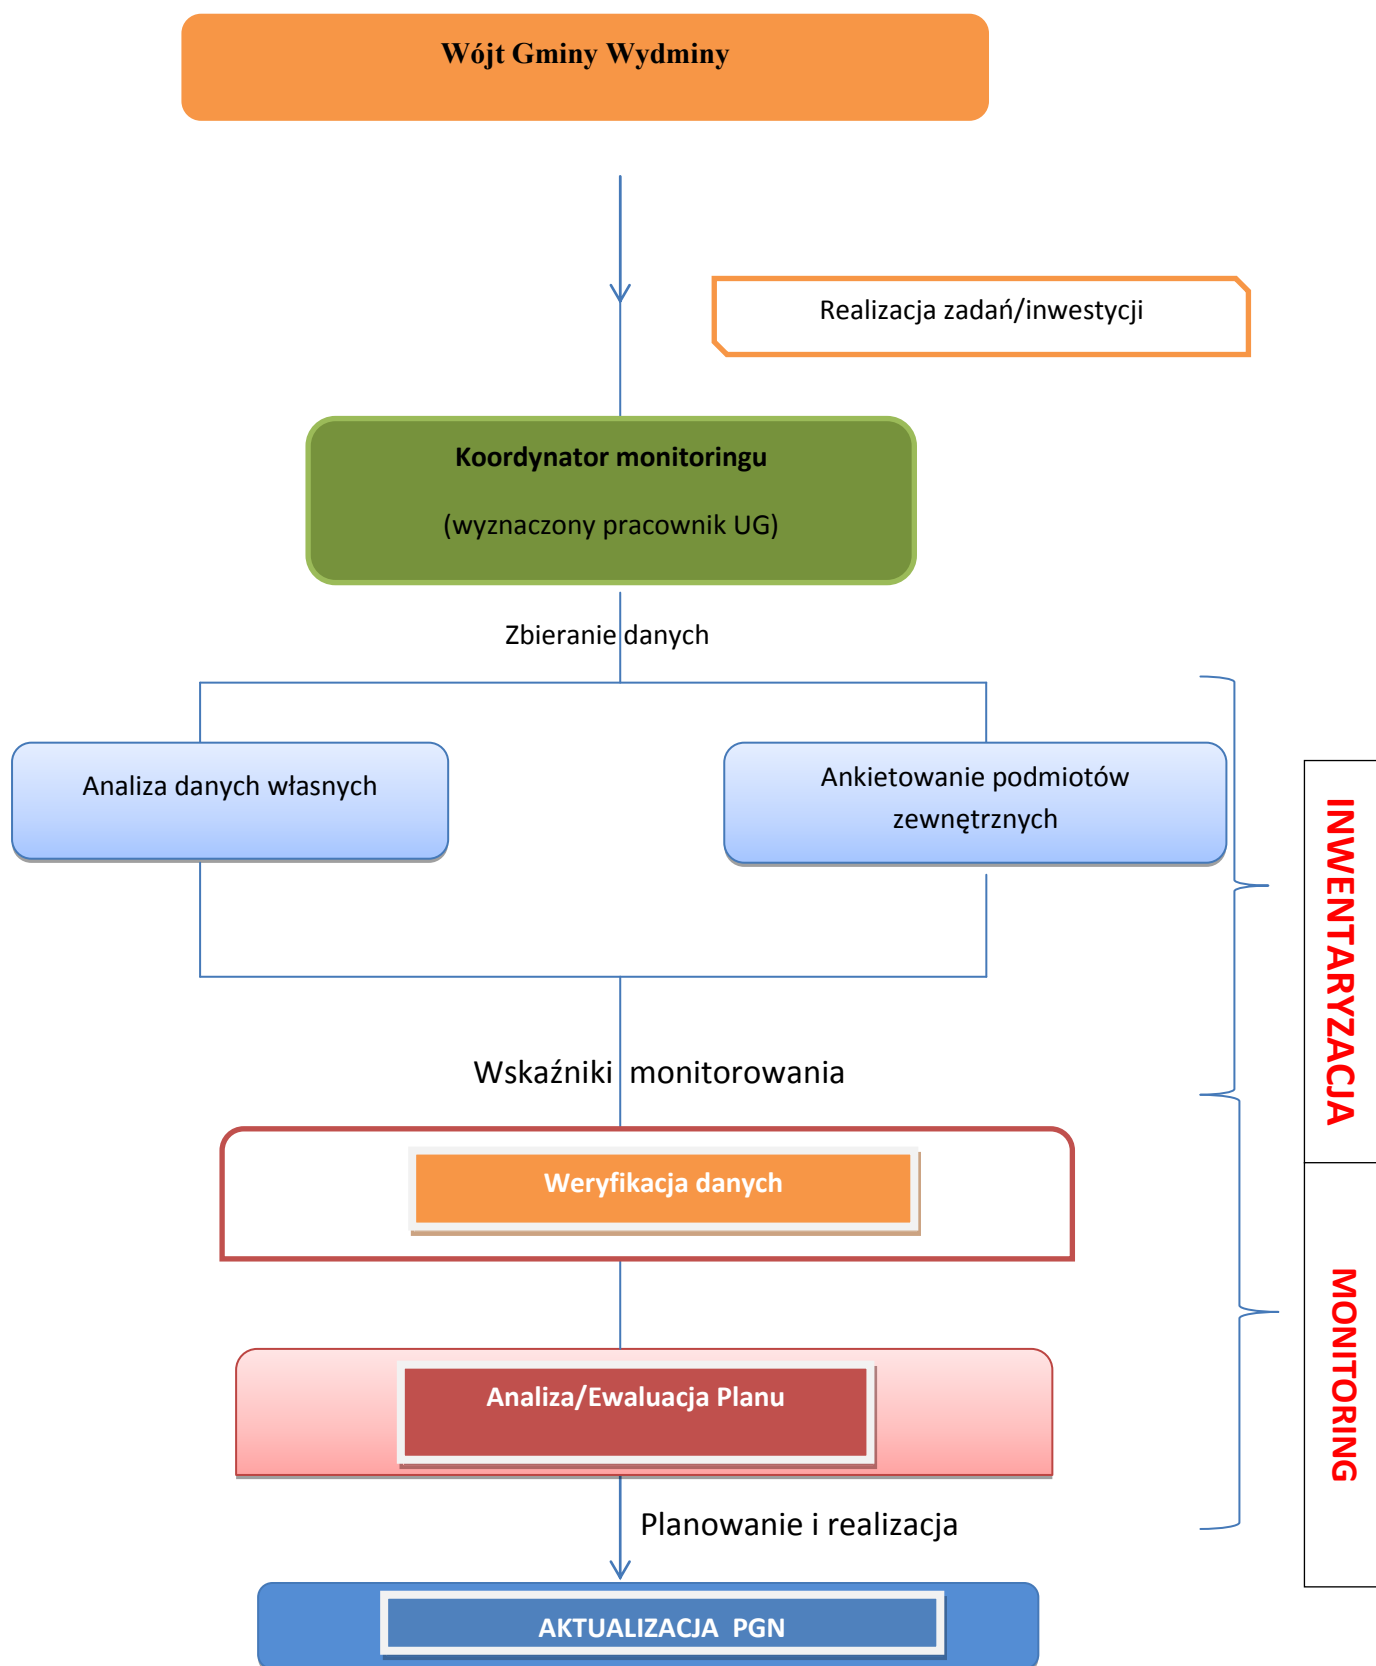 Wójt Gminy Wydminy
Realizacja zadań/inwestycji
Koordynator monitoringu
(wyznaczony pracownik UG)
Zbieranie danych
Analiza danych własnych
Ankietowanie podmiotów
zewnętrznych
INWENTARYZACJA
Wskaźniki monitorowania
Weryfikacja danych
MONITORING
Analiza/Ewaluacja Planu
Planowanie i realizacja
AKTUALIZACJA PGN